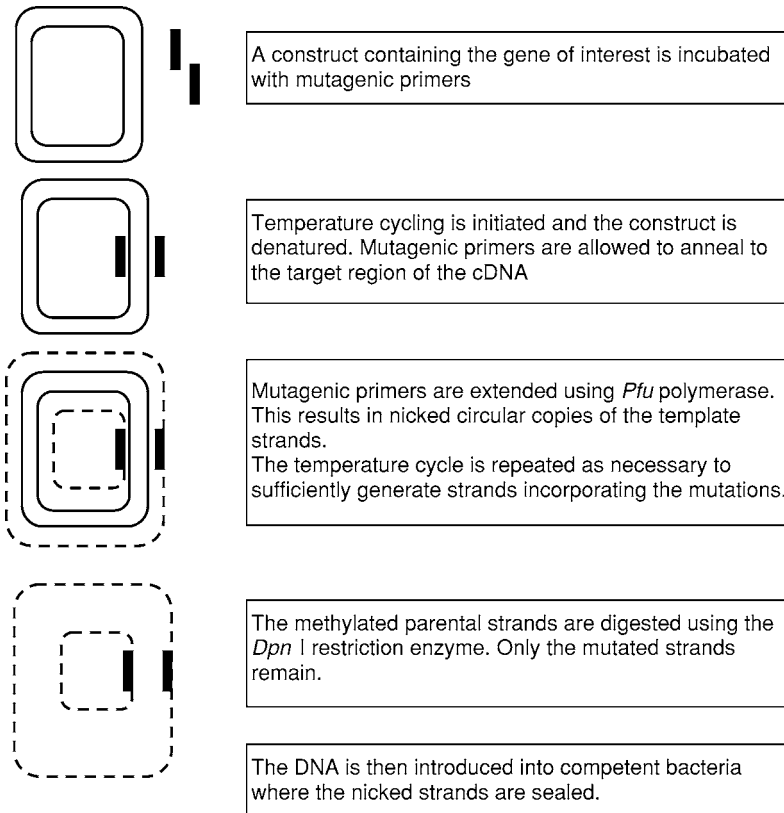 A construct containing the gene of interest is incubated
with mutagenic primers
Temperature cycling is initiated and the construct is
denatured. Mutagenic primers are allowed to anneal to
the target region of the cDNA
Mutagenic primers are extended using Pfu polymerase.
This results in nicked circular copies of the template
strands.
The temperature cycle is repeated as necessary to
sufficiently generate strands incorporating the mutations.
The methylated parental strands are digested using the
Dpn I restriction enzyme. Only the mutated strands
remain.
The DNA is then introduced into competent bacteria
where the nicked strands are sealed.